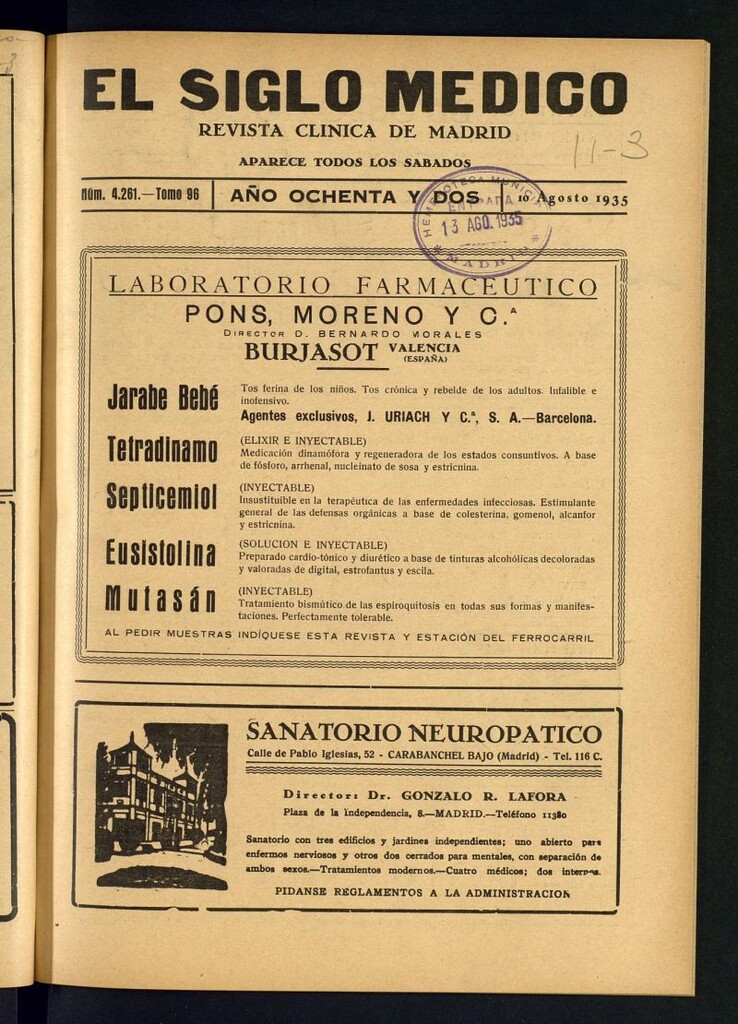 EL SIGLO MEDICO
REVISTA CLINICA DE MADRID
11-3
APARECE TODOS LOS SABADOS
Núm. 4.261.—Tomo 96
AÑO OCHENTA Y DOS
10 Agosto 1935
HEMEROTECA MUNICIPAL
ENTRADA
13 AGO. 1935
* MADRID *
LABORATORIO FARMACEUTICO
PONS, MORENO Y C.ª
DIRECTOR D. BERNARDO MORALES
BURJASOT VALENCIA
(ESPAÑA)
Jarabe Bebé
Tos ferina de los niños. Tos crónica y rebelde de los adultos. Infalible e
inofensivo.
Agentes exclusivos, J. URIACH Y C.ª, S. A.—Barcelona.
Tetradinamo
(ELIXIR E INYECTABLE)
Medicación dinamófora y regeneradora de los estados consuntivos. A base
de fósforo, arrhenal, nucleinato de sosa y estricnina.
Septicemiol
(INYECTABLE)
Insustituible en la terapéutica de las enfermedades infecciosas. Estimulante
general de las defensas orgánicas a base de colesterina, gomenol, alcanfor
y estricnina.
Eusistolina
(SOLUCION E INYECTABLE)
Preparado cardio-tónico y diurético a base de tinturas alcohólicas decoloradas
y valoradas de digital, estrofantus y escila.
Mutasán
(INYECTABLE)
Tratamiento bismútico de las espiroquitosis en todas sus formas y manifes-
taciones. Perfectamente tolerable.
AL PEDIR MUESTRAS INDÍQUESE ESTA REVISTA Y ESTACIÓN DEL FERROCARRIL
SANATORIO NEUROPATICO
Calle de Pablo Iglesias, 52 - CARABANCHEL BAJO (Madrid) - Tel. 116 C.
Director: Dr. GONZALO R. LAFORA
Plaza de la Independencia, 8.—MADRID.—Teléfono 11380
Sanatorio con tres edificios y jardines independientes; uno abierto para
enfermos nerviosos y otros dos cerrados para mentales, con separación de
ambos sexos.—Tratamientos modernos.—Cuatro médicos; dos internos.
PIDANSE REGLAMENTOS A LA ADMINISTRACION